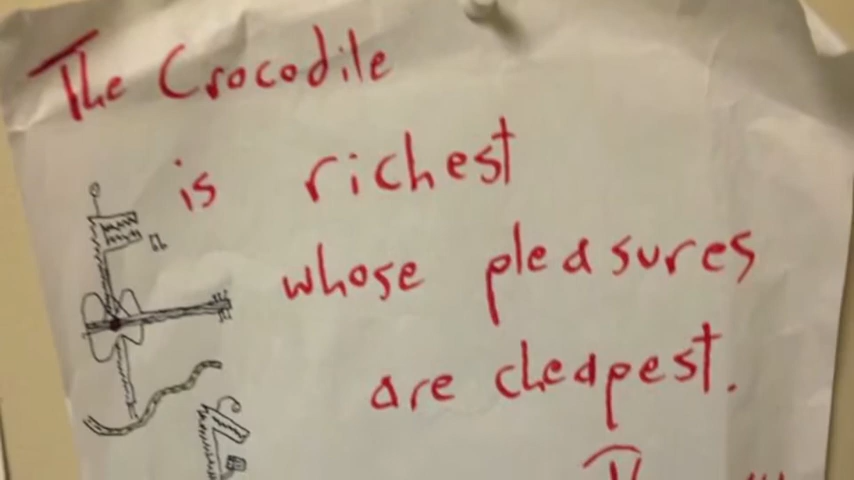 The Crocodile
is richest
whose pleasures
are cheapest.